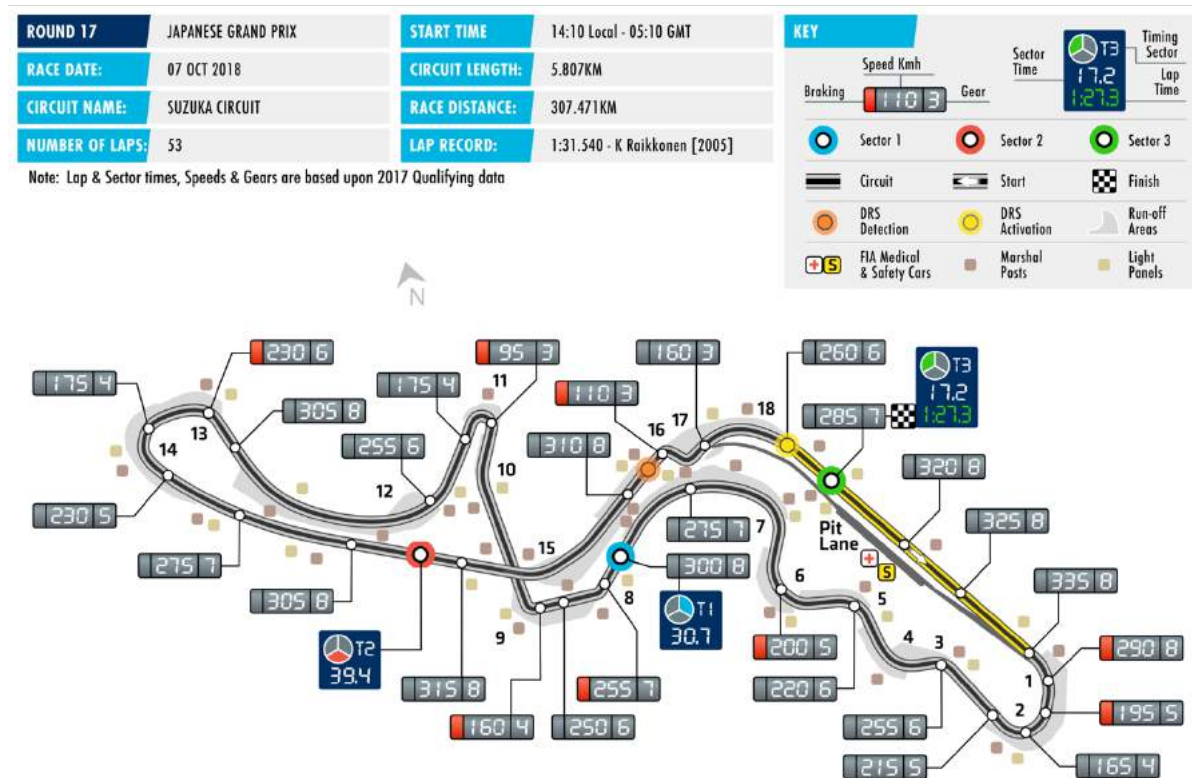 ROUND 17 JAPANESE GRAND PRIX
RACE DATE: 07 OCT 2018
CIRCUIT NAME: SUZUKA CIRCUIT
NUMBER OF LAPS: 53
START TIME 14:10 Local - 05:10 GMT
CIRCUIT LENGTH: 5.807KM
RACE DISTANCE: 307.471KM
LAP RECORD: 1:31.540 - K Raikkonen [2005]
Note: Lap & Sector times, Speeds & Gears are based upon 2017 Qualifying data
KEY
Speed Kmh
Braking 110 3 Gear
Sector Time
T3
17.2
1:27.3
Timing Sector
Lap Time
Sector 1 Sector 2 Sector 3
Circuit Start Finish
DRS Detection DRS Activation Run-off Areas
S FIA Medical & Safety Cars Marshal Posts Light Panels
N
230 6
95 3
160 3
260 6
T3
17.2
1:27.3
175 4
175 4
11
110 3
285 7
305 8
17
18
13
16
14
255 6
310 8
320 8
12
10
230 5
275 7
7
Pit Lane
325 8
275 7
15
300 8
6
S
335 8
305 8
8
5
9
T1
30.7
4
3
290 8
T2
39.4
200 5
1
315 8
255 7
220 6
2
195 5
160 4
250 6
255 6
215 5
165 4